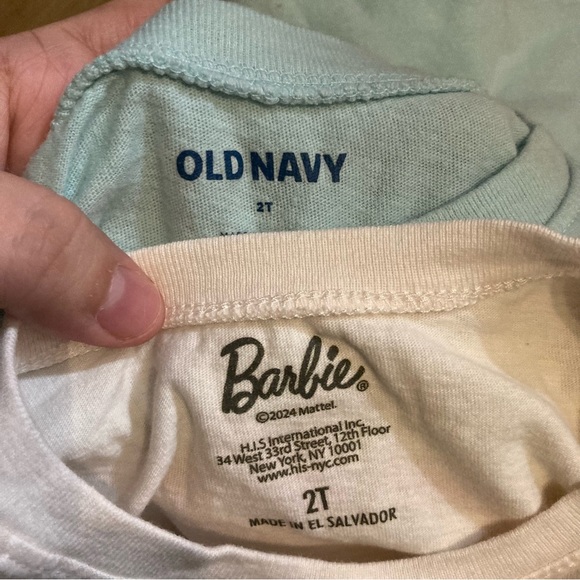 OLD NAVY
2T
Barbie®
©2024 Mattel.
H.I.S International Inc.
34 West 33rd Street, 12th Floor
New York, NY 10001
www.his-nyc.com
2T
MADE IN EL SALVADOR